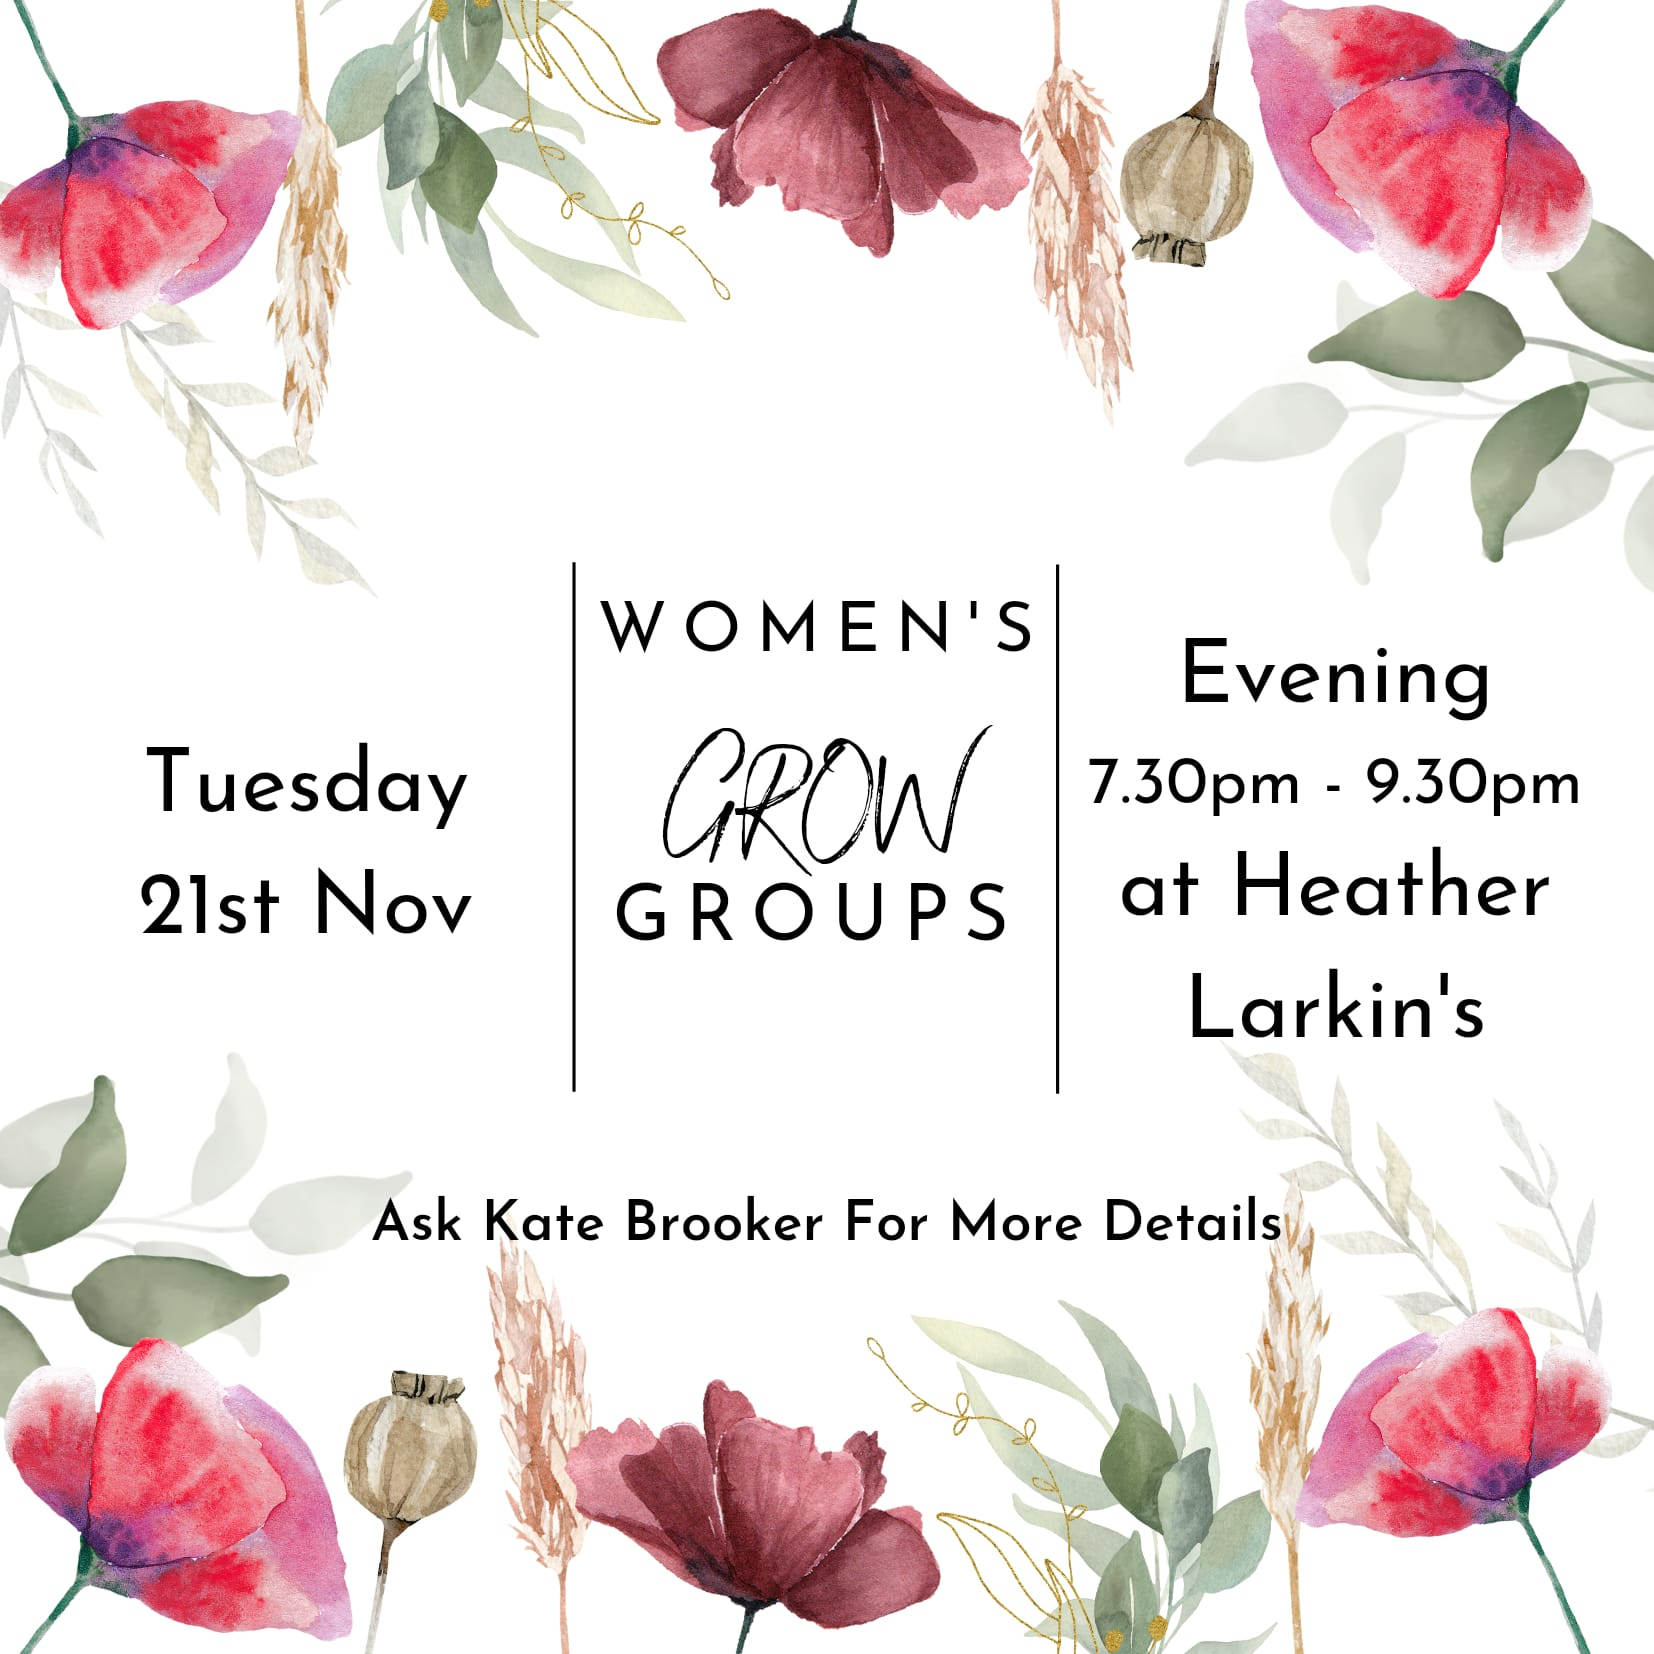 Tuesday
21st Nov
WOMEN'S
GROW
GROUPS
Evening
7.30pm - 9.30pm
at Heather
Larkin's
Ask Kate Brooker For More Details